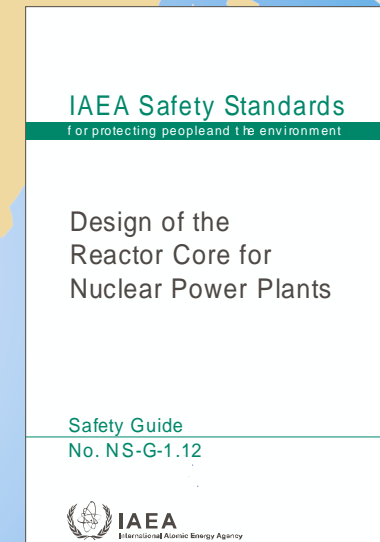 IAEA Safety Standards
for protecting people and the environment
Design of the
Reactor Core for
Nuclear Power Plants
Safety Guide
No. NS-G-1.12
IAEA
International Atomic Energy Agency